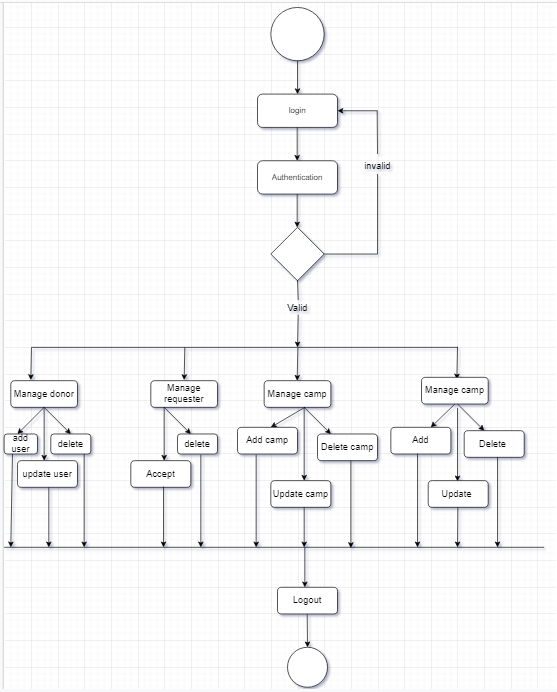 login
invalid
Authentication
Valid
Manage donor
Manage
requester
Manage camp
Manage camp
add
user
delete
update user
delete
Accept
Add camp
Delete camp
Update camp
Add
Delete
Update
Logout